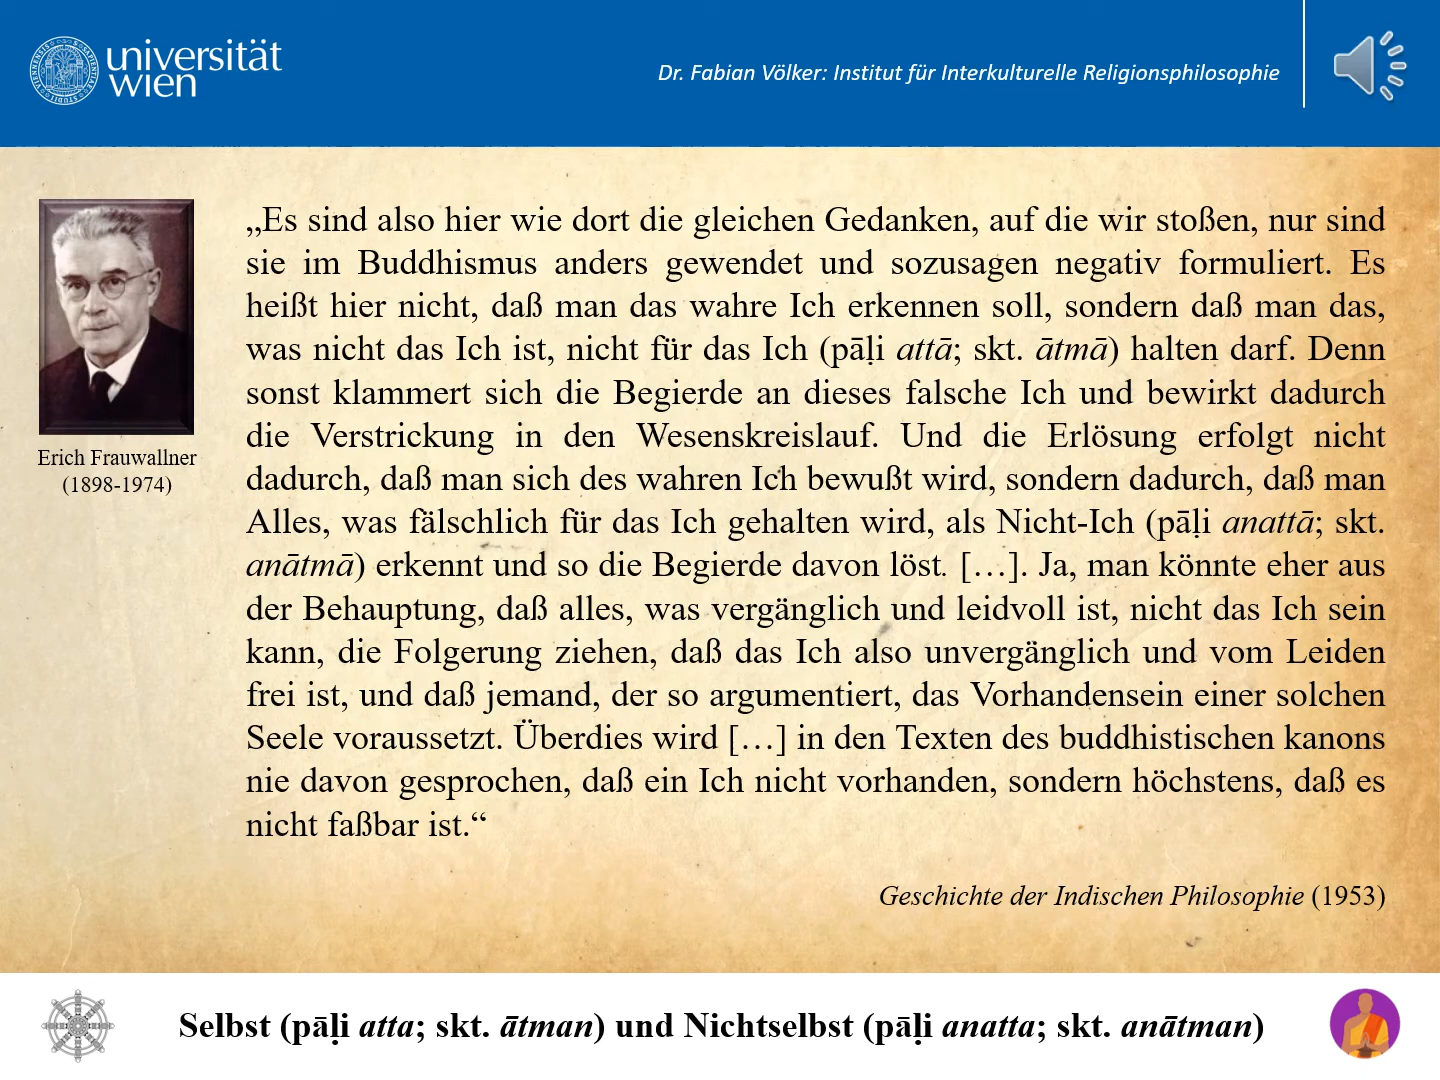 universität
wien
Dr. Fabian Völker: Institut für Interkulturelle Religionsphilosophie
„Es sind also hier wie dort die gleichen Gedanken, auf die wir stoßen, nur sind
sie im Buddhismus anders gewendet und sozusagen negativ formuliert. Es
heißt hier nicht, daß man das wahre Ich erkennen soll, sondern daß man das,
was nicht das Ich ist, nicht für das Ich (pāḷi attā; skt. ātmā) halten darf. Denn
sonst klammert sich die Begierde an dieses falsche Ich und bewirkt dadurch
die Verstrickung in den Wesenskreislauf. Und die Erlösung erfolgt nicht
dadurch, daß man sich des wahren Ich bewußt wird, sondern dadurch, daß man
Alles, was fälschlich für das Ich gehalten wird, als Nicht-Ich (pāḷi anattā; skt.
anātmā) erkennt und so die Begierde davon löst. […]. Ja, man könnte eher aus
der Behauptung, daß alles, was vergänglich und leidvoll ist, nicht das Ich sein
kann, die Folgerung ziehen, daß das Ich also unvergänglich und vom Leiden
frei ist, und daß jemand, der so argumentiert, das Vorhandensein einer solchen
Seele voraussetzt. Überdies wird […] in den Texten des buddhistischen kanons
nie davon gesprochen, daß ein Ich nicht vorhanden, sondern höchstens, daß es
nicht faßbar ist.“
Erich Frauwallner
(1898-1974)
Geschichte der Indischen Philosophie (1953)
Selbst (pāḷi atta; skt. ātman) und Nichtselbst (pāḷi anatta; skt. anātman)